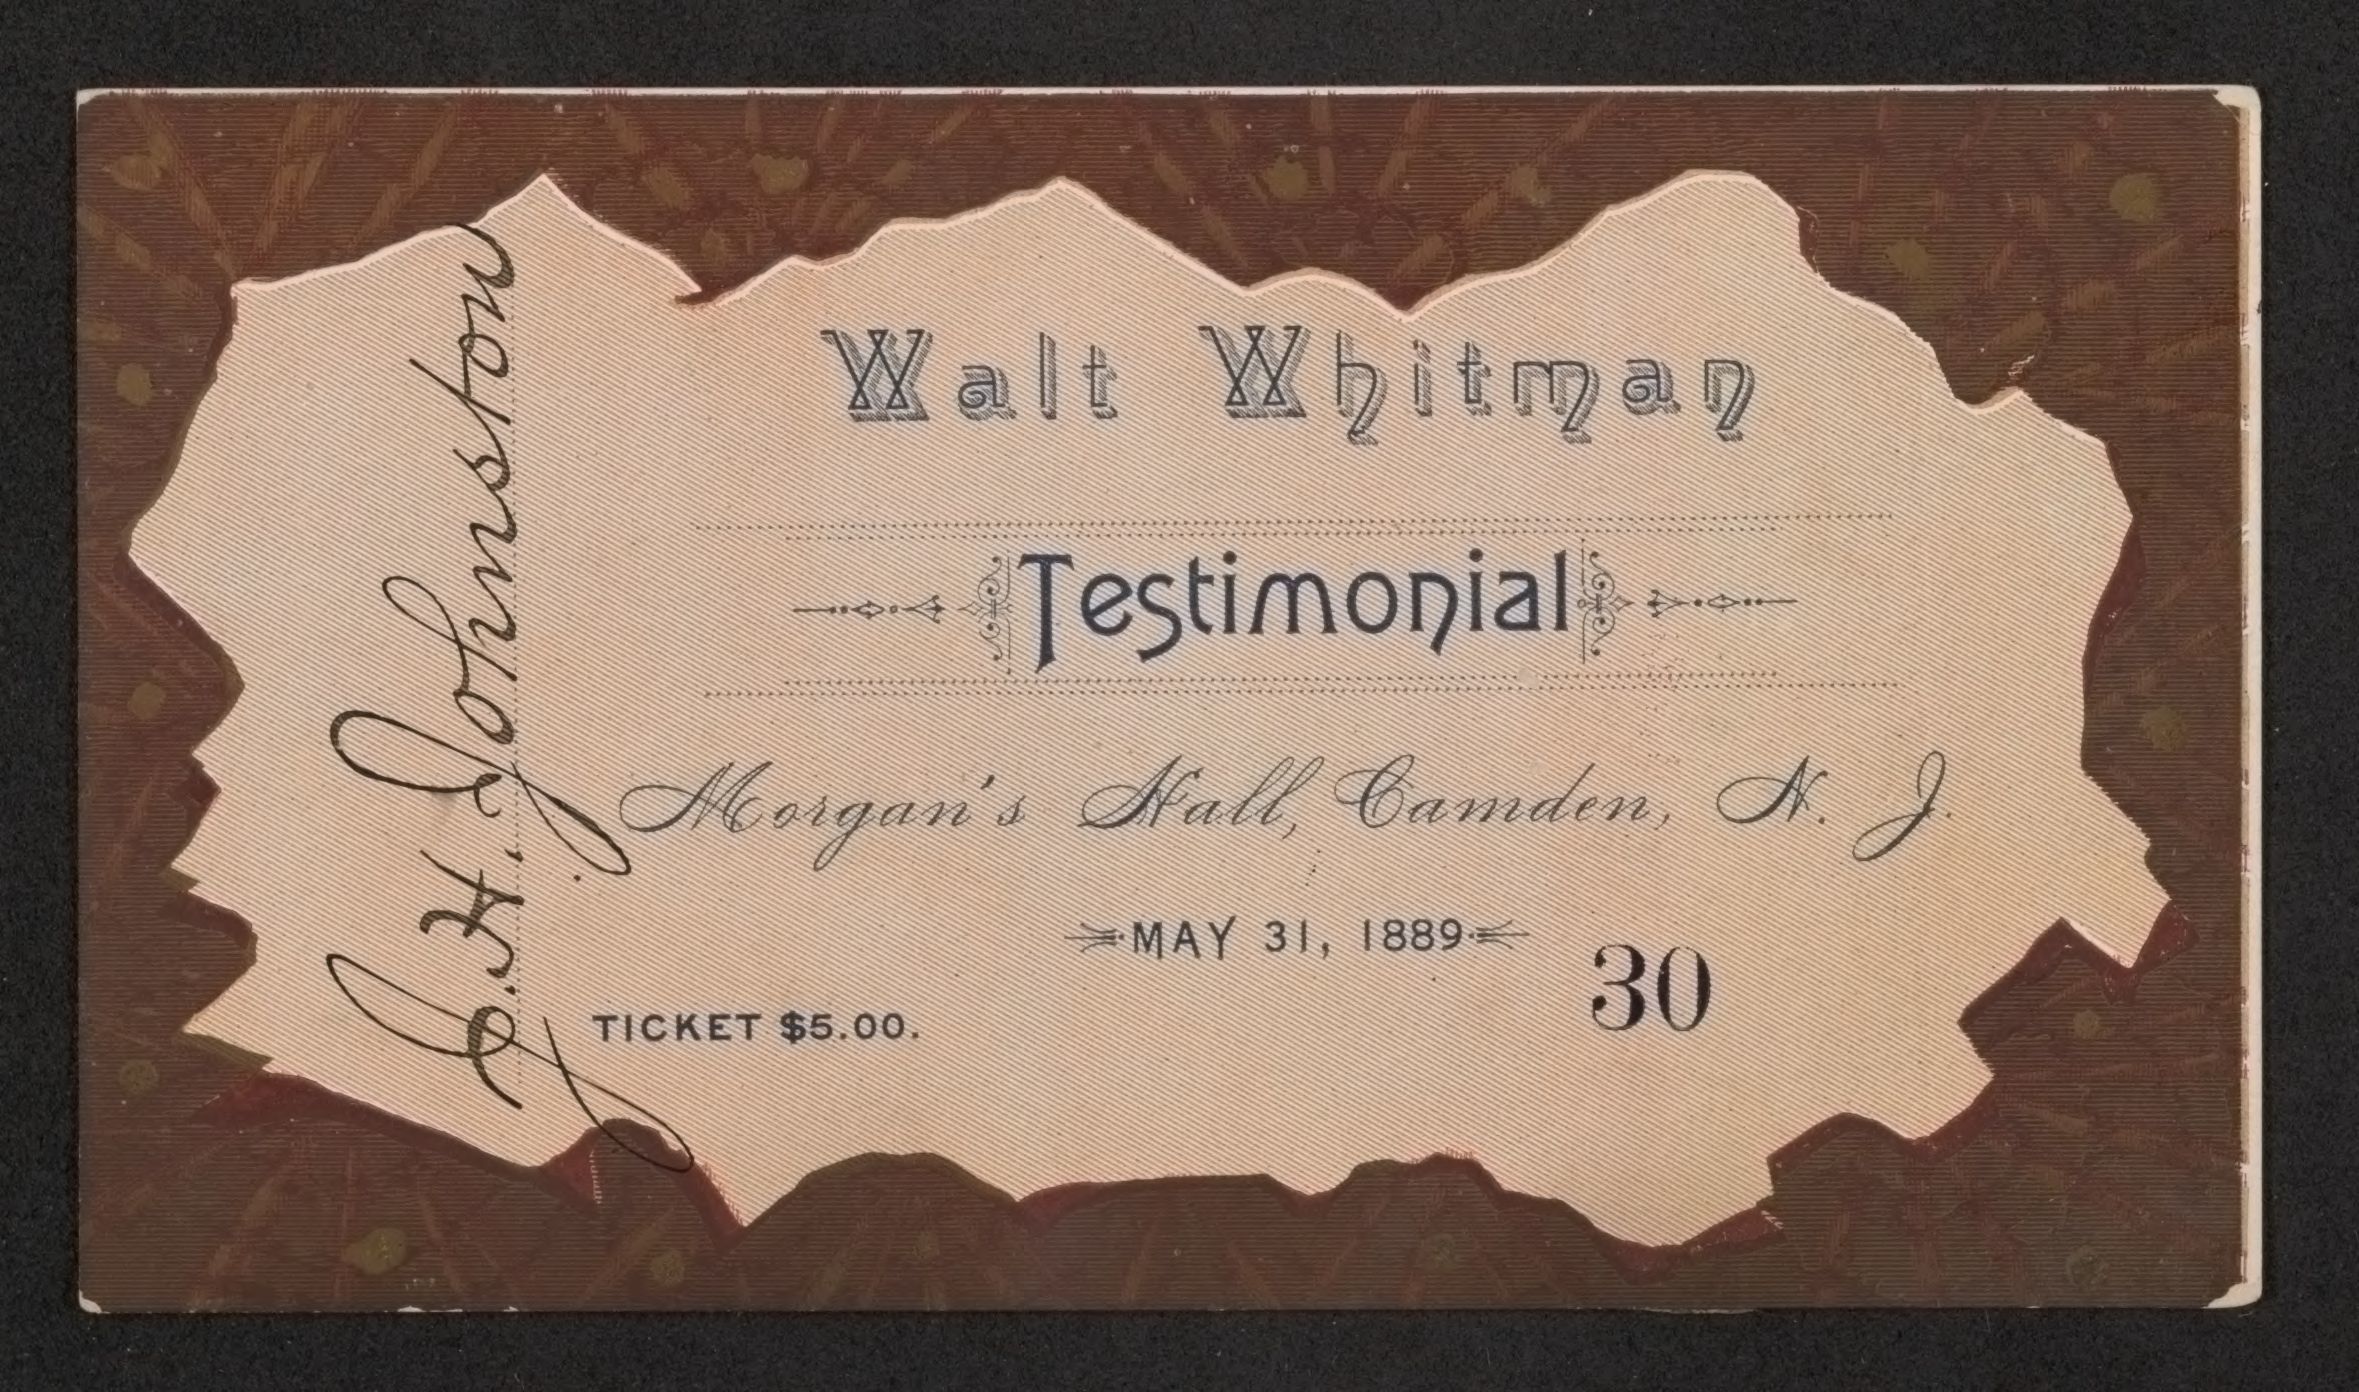 Walt Whitman
Testimonial
Morgan's Hall, Camden, N. J.
MAY 31, 1889
30
TICKET $5.00.
J. H. Johnston